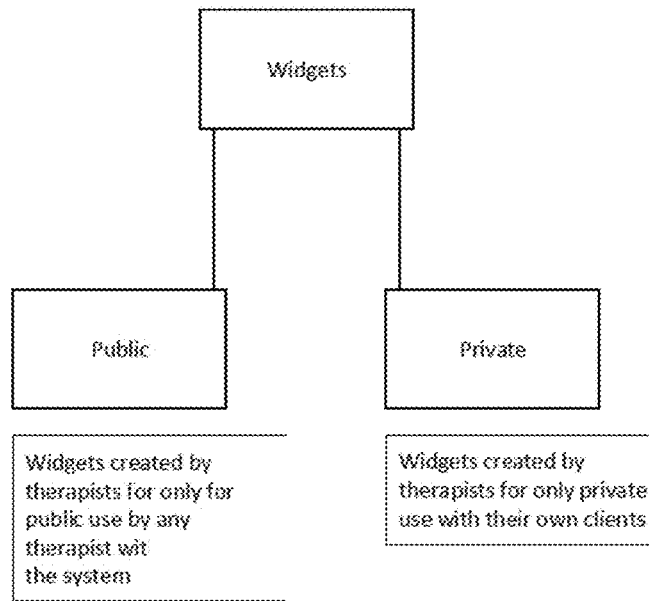 Widgets
Public
Private
Widgets created by
therapists for only for
public use by any
therapist wit
the system
Widgets created by
therapists for only private
use with their own clients